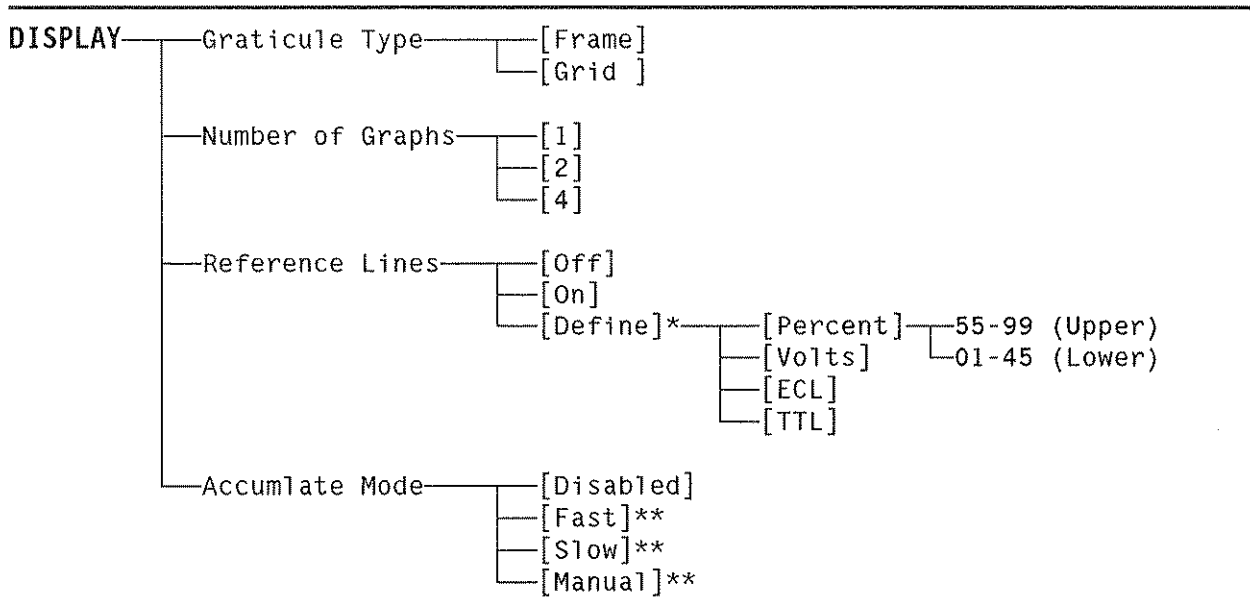 DISPLAY Graticule Type [Frame]
[Grid ]
Number of Graphs [1]
[2]
[4]
Reference Lines [Off]
[On]
[Define]* [Percent] 55-99 (Upper)
[Volts] 01-45 (Lower)
[ECL]
[TTL]
Accumlate Mode [Disabled]
[Fast]**
[Slow]**
[Manual]**